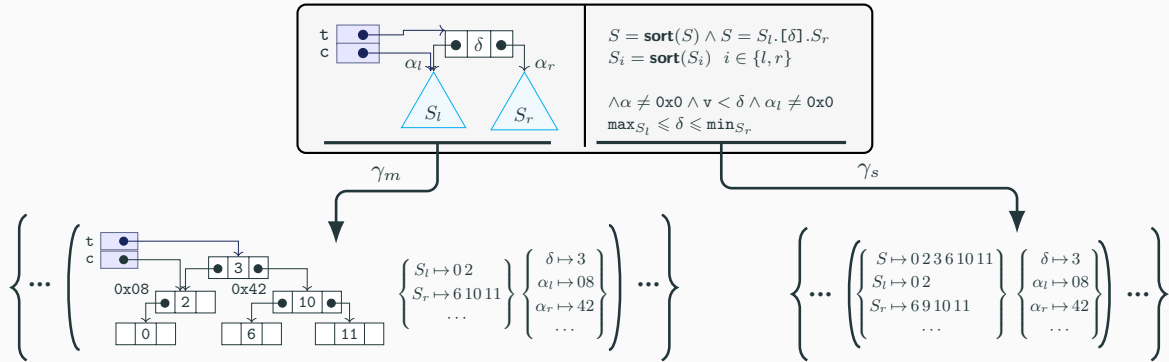 t
c
δ
α_l
α_r
S_l
S_r
S = sort(S) ∧ S = S_l.[δ].S_r
S_i = sort(S_i) i ∈ {l, r}
∧α ≠ 0x0 ∧ v < δ ∧ α_l ≠ 0x0
max_{S_l} ⩽ δ ⩽ min_{S_r}
γ_m
γ_s
{ ··· (
t
c
3
0x08
0x42
2
10
0
6
11
{ S_l ↦ 0 2
S_r ↦ 6 10 11
··· }
{ δ ↦ 3
α_l ↦ 08
α_r ↦ 42
··· }
) ··· }
{ ··· (
{ S ↦ 0 2 3 6 10 11
S_l ↦ 0 2
S_r ↦ 6 9 10 11
··· }
{ δ ↦ 3
α_l ↦ 08
α_r ↦ 42
··· }
) ··· }